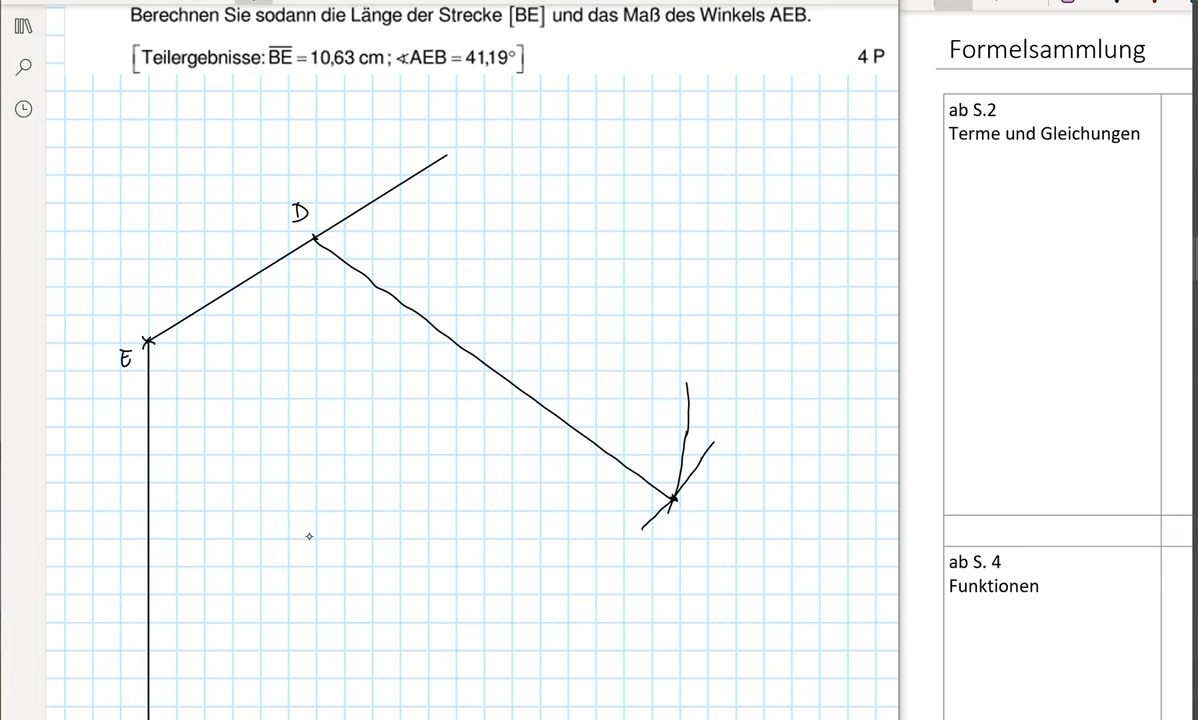 Berechnen Sie sodann die Länge der Strecke [BE] und das Maß des Winkels AEB.
[Teilergebnisse: B̅E̅ = 10,63 cm ; ∢AEB = 41,19°] 4 P
Formelsammlung
ab S.2
Terme und Gleichungen
D
E
ab S. 4
Funktionen